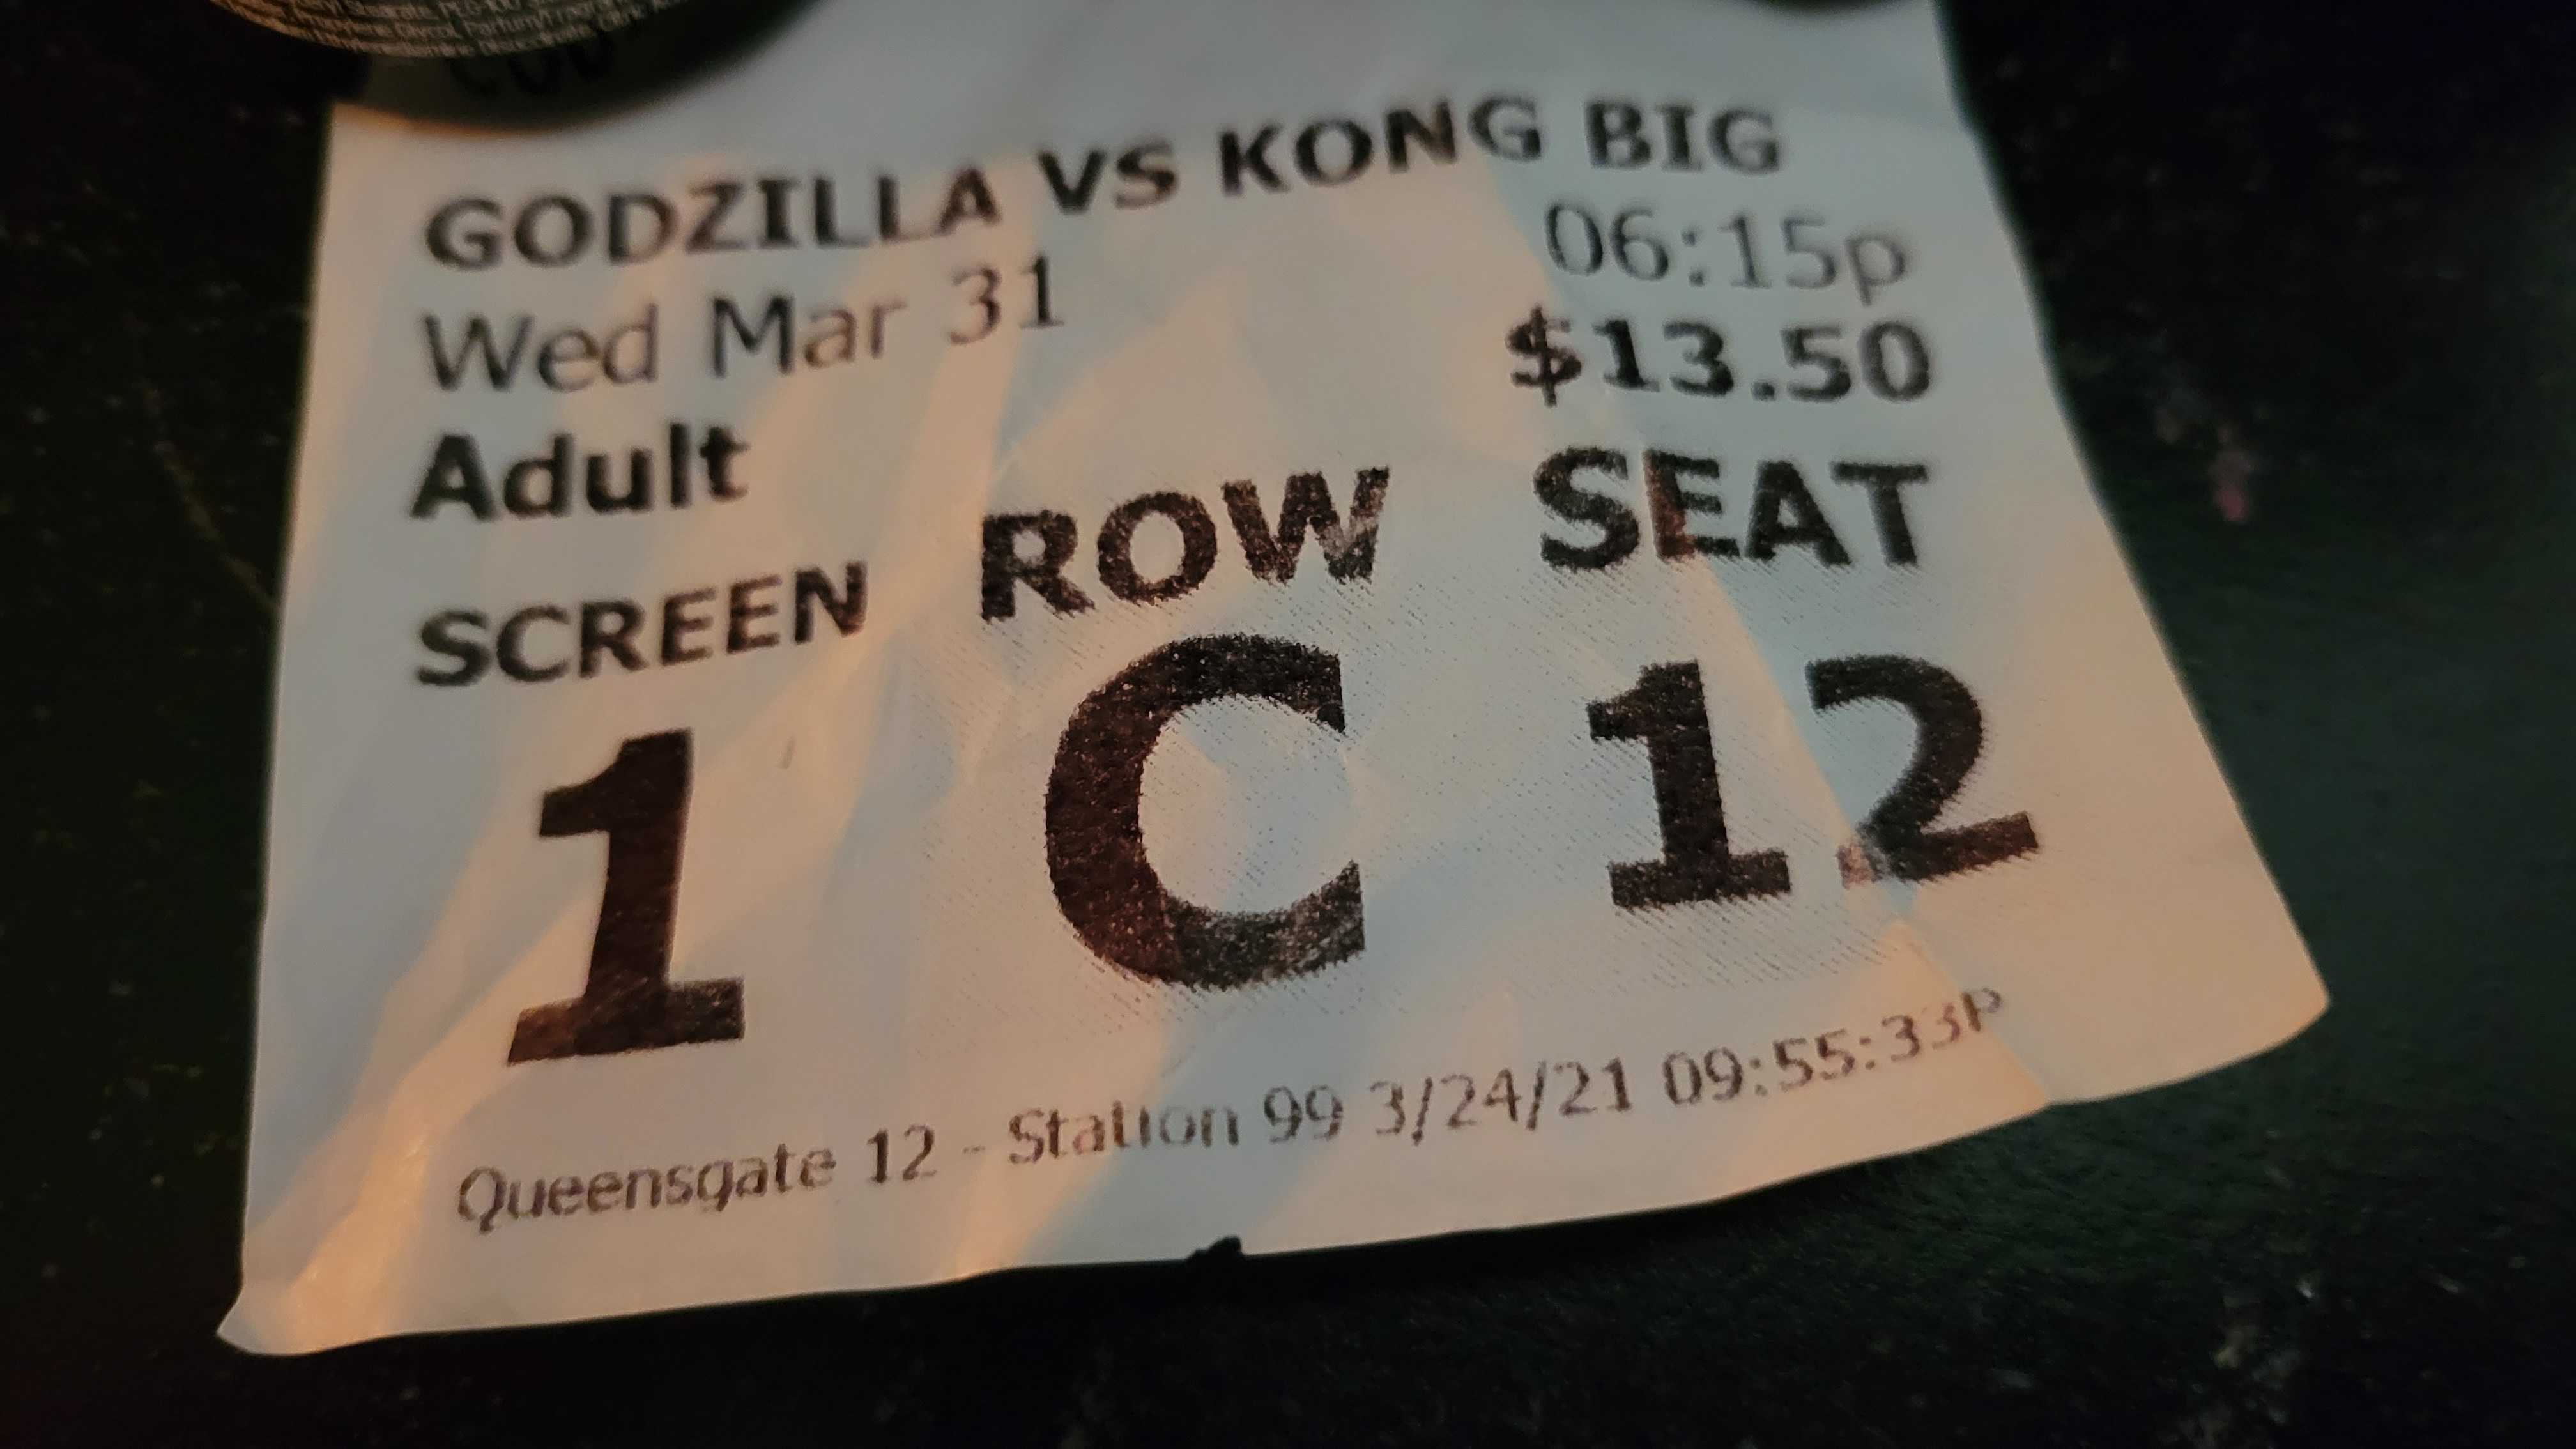 GODZILLA VS KONG BIG
Wed Mar 31 06:15p
Adult $13.50
SCREEN ROW SEAT
1 C 12
Queensgate 12 - Station 99 3/24/21 09:55:33P